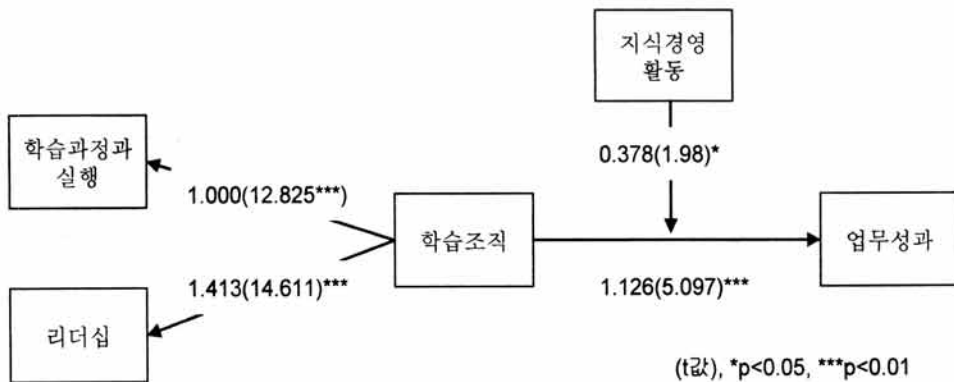 지식경영
활동
학습과정과
실행
0.378(1.98)*
1.000(12.825***)
학습조직
업무성과
1.413(14.611)***
1.126(5.097)***
리더십
(t값), *p<0.05, ***p<0.01